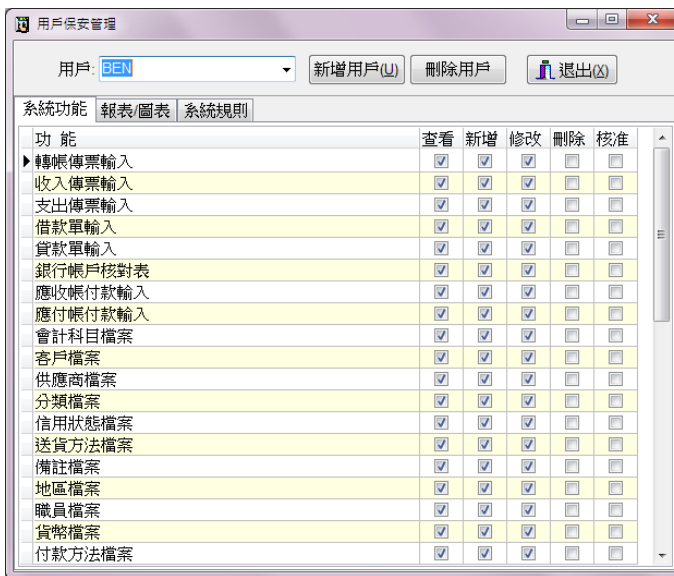 用戶保安管理
用戶: BEN 新增用戶(U) 刪除用戶 退出(X)
系統功能 報表/圖表 系統規則
功 能 查看 新增 修改 刪除 核准
轉帳傳票輸入
收入傳票輸入
支出傳票輸入
借款單輸入
貸款單輸入
銀行帳戶核對表
應收帳付款輸入
應付帳付款輸入
會計科目檔案
客戶檔案
供應商檔案
分類檔案
信用狀態檔案
送貨方法檔案
備註檔案
地區檔案
職員檔案
貨幣檔案
付款方法檔案